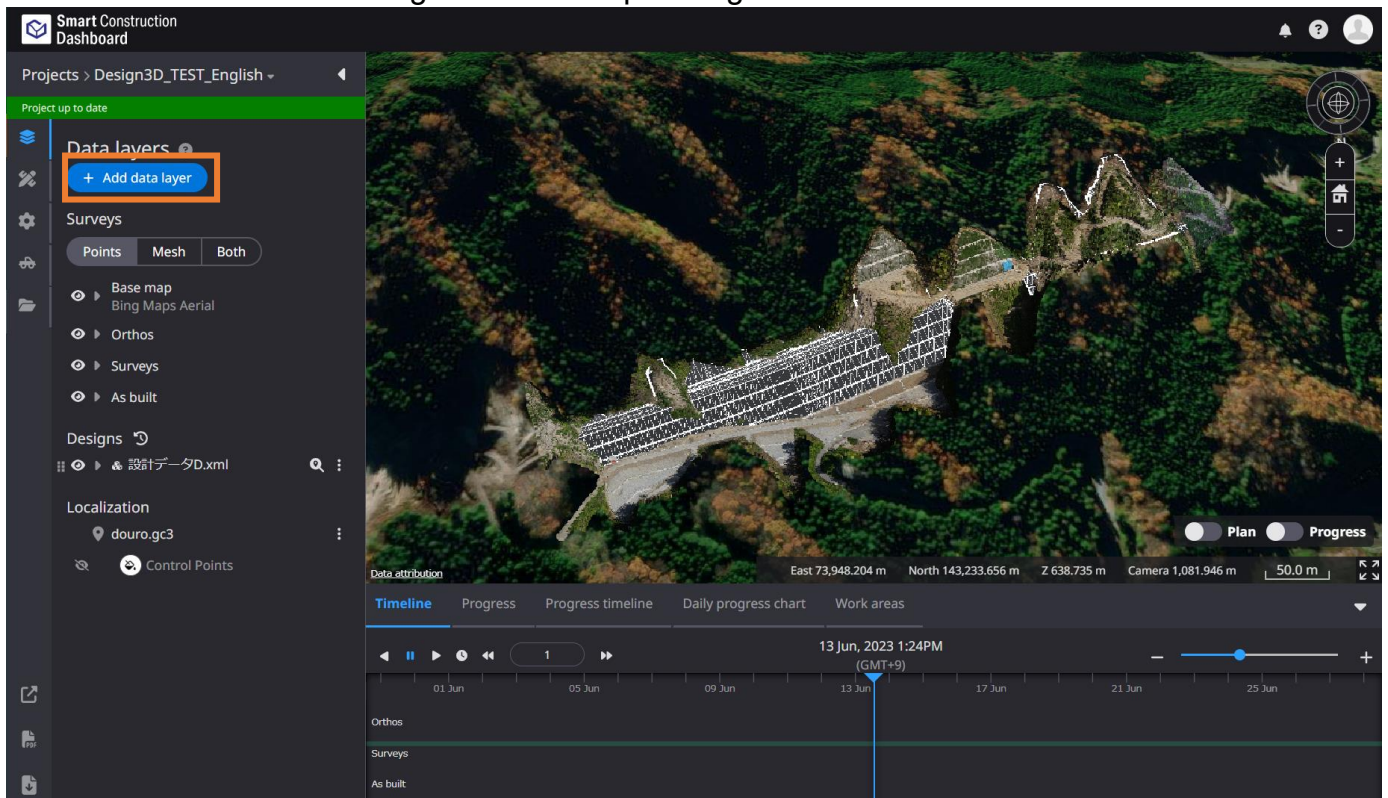 Smart Construction
Dashboard
Projects > Design3D_TEST_English
Project up to date
Data layers
+ Add data layer
Surveys
Points Mesh Both
Base map
Bing Maps Aerial
Orthos
Surveys
As built
Designs
設計データD.xml
Localization
douro.gc3
Control Points
PDF
N
+
-
Plan Progress
Data attribution
East 73,948.204 m North 143,233.656 m Z 638.735 m Camera 1,081.946 m 50.0 m
Timeline Progress Progress timeline Daily progress chart Work areas
1
13 Jun, 2023 1:24PM
(GMT+9)
01 Jun 05 Jun 09 Jun 13 Jun 17 Jun 21 Jun 25 Jun
Orthos
Surveys
As built